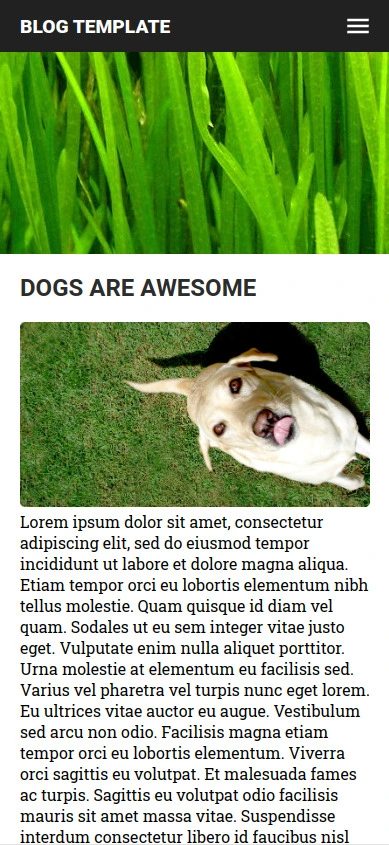 BLOG TEMPLATE
DOGS ARE AWESOME
Lorem ipsum dolor sit amet, consectetur
adipiscing elit, sed do eiusmod tempor
incididunt ut labore et dolore magna aliqua.
Etiam tempor orci eu lobortis elementum nibh
tellus molestie. Quam quisque id diam vel
quam. Sodales ut eu sem integer vitae justo
eget. Vulputate enim nulla aliquet porttitor.
Urna molestie at elementum eu facilisis sed.
Varius vel pharetra vel turpis nunc eget lorem.
Eu ultrices vitae auctor eu augue. Vestibulum
sed arcu non odio. Facilisis magna etiam
tempor orci eu lobortis elementum. Viverra
orci sagittis eu volutpat. Et malesuada fames
ac turpis. Sagittis eu volutpat odio facilisis
mauris sit amet massa vitae. Suspendisse
interdum consectetur libero id faucibus nisl